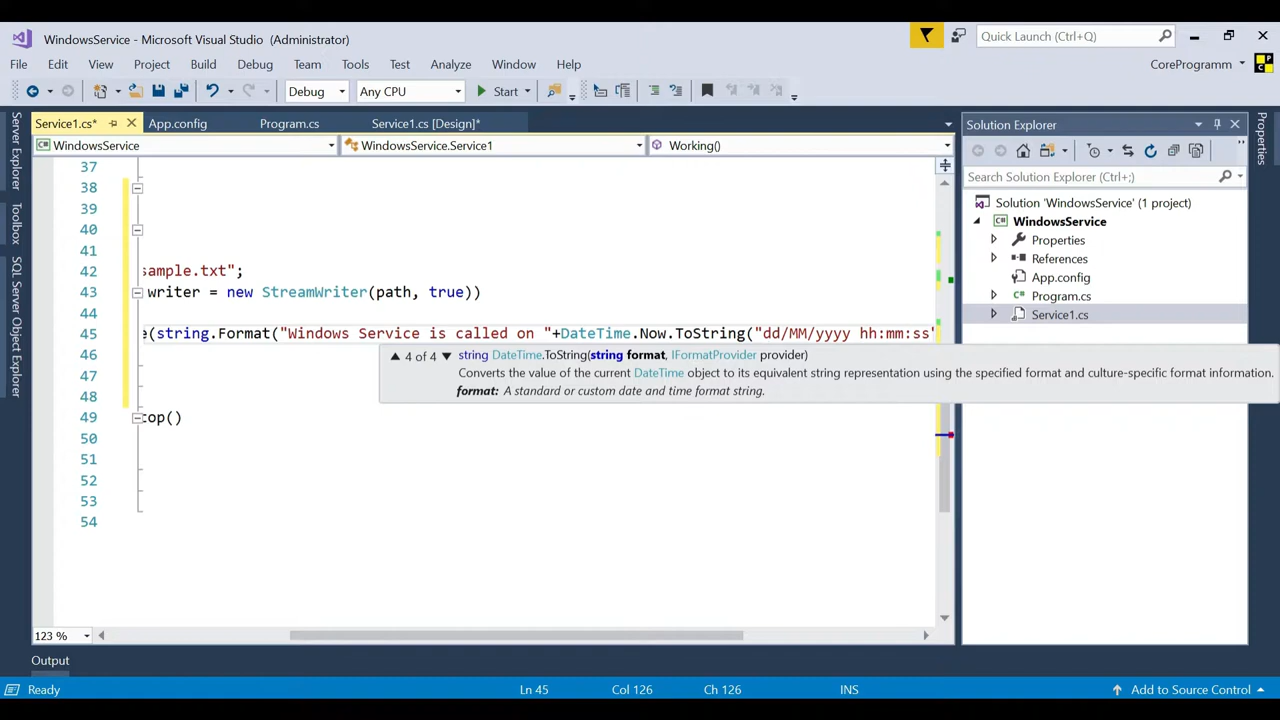 WindowsService - Microsoft Visual Studio (Administrator)
Quick Launch (Ctrl+Q)
File Edit View Project Build Debug Team Tools Test Analyze Window Help
CoreProgramm
Debug Any CPU Start
Service1.cs* App.config Program.cs Service1.cs [Design]*
WindowsService WindowsService.Service1 Working()
Server Explorer
Toolbox
SQL Server Object Explorer
37
38
39
40
41
42 sample.txt";
43 writer = new StreamWriter(path, true))
44
45 e(string.Format("Windows Service is called on "+DateTime.Now.ToString("dd/MM/yyyy hh:mm:ss"
46
4 of 4 string DateTime.ToString(string format, IFormatProvider provider)
47
Converts the value of the current DateTime object to its equivalent string representation using the specified format and culture-specific format information.
48
format: A standard or custom date and time format string.
49 top()
50
51
52
53
54
123 %
Solution Explorer
Search Solution Explorer (Ctrl+;)
Solution 'WindowsService' (1 project)
WindowsService
Properties
References
App.config
Program.cs
Service1.cs
Properties
Output
Ready Ln 45 Col 126 Ch 126 INS Add to Source Control